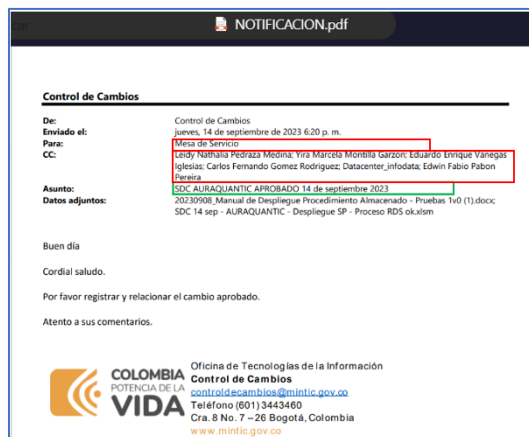 NOTIFICACION.pdf
Control de Cambios
De: Control de Cambios
Enviado el: jueves, 14 de septiembre de 2023 6:20 p. m.
Para: Mesa de Servicio
CC: Leidy Nathalia Pedraza Medina; Yira Marcela Montilla Garzon; Eduardo Enrique Vanegas
Iglesias; Carlos Fernando Gomez Rodriguez; Datacenter_infodata; Edwin Fabio Pabon
Pereira
Asunto: SDC AURAQUANTIC APROBADO 14 de septiembre 2023
Datos adjuntos: 20230908_Manual de Despliegue Procedimiento Almacenado - Pruebas 1v0 (1).docx;
SDC 14 sep - AURAQUANTIC - Despliegue SP - Proceso RDS ok.xlsm
Buen día
Cordial saludo.
Por favor registrar y relacionar el cambio aprobado.
Atento a sus comentarios.
COLOMBIA
POTENCIA DE LA
VIDA
Oficina de Tecnologías de la Información
Control de Cambios
controldecambios@mintic.gov.co
Teléfono (601) 3443460
Cra. 8 No. 7 – 26 Bogotá, Colombia
www.mintic.gov.co